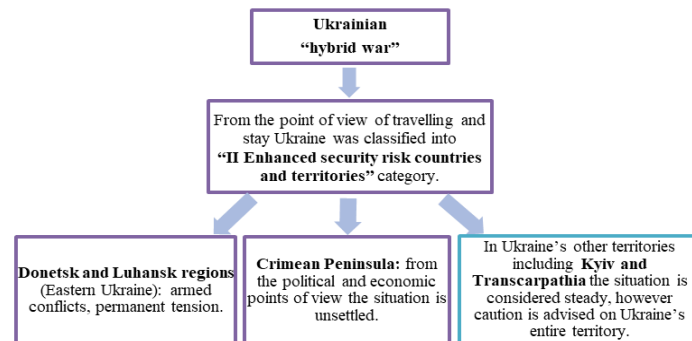 Ukrainian
“hybrid war”
From the point of view of travelling and
stay Ukraine was classified into
“II Enhanced security risk countries
and territories” category.
Donetsk and Luhansk regions
(Eastern Ukraine): armed
conflicts, permanent tension.
Crimean Peninsula: from
the political and economic
points of view the situation is
unsettled.
In Ukraine’s other territories
including Kyiv and
Transcarpathia the situation is
considered steady, however
caution is advised on Ukraine’s
entire territory.